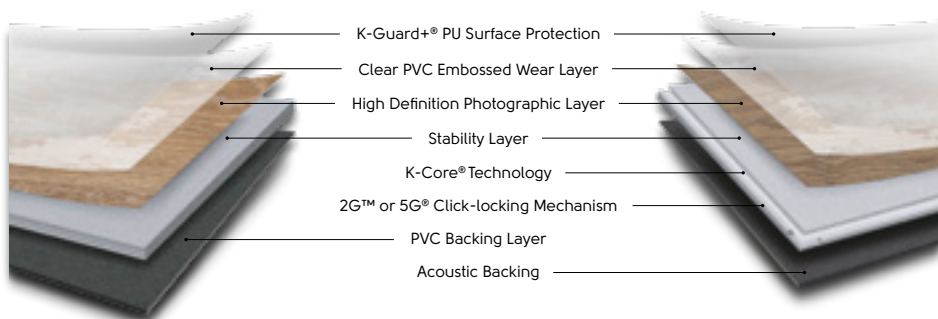 K-Guard+® PU Surface Protection
Clear PVC Embossed Wear Layer
High Definition Photographic Layer
Stability Layer
K-Core® Technology
2G™ or 5G® Click-locking Mechanism
PVC Backing Layer
Acoustic Backing